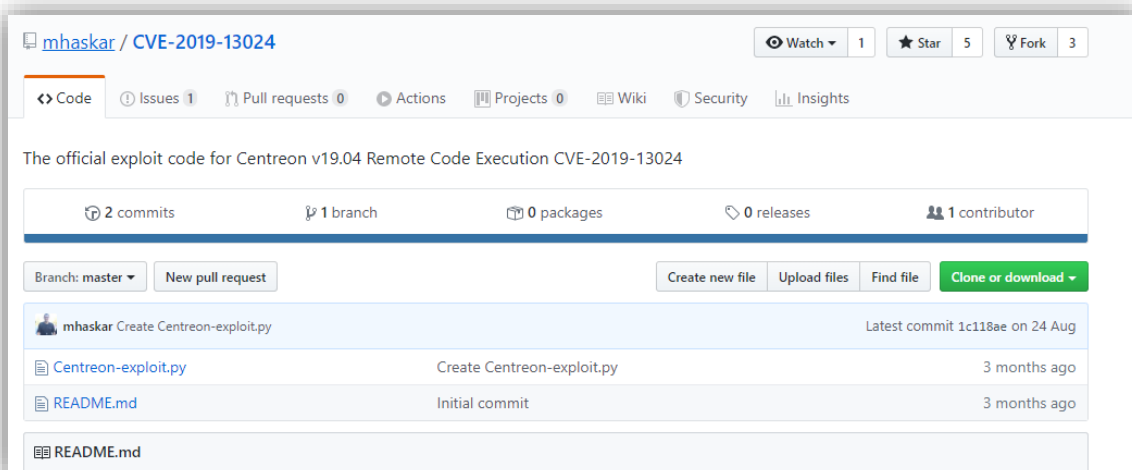 mhaskar / CVE-2019-13024 Watch 1 Star 5 Fork 3
Code Issues 1 Pull requests 0 Actions Projects 0 Wiki Security Insights
The official exploit code for Centreon v19.04 Remote Code Execution CVE-2019-13024
2 commits 1 branch 0 packages 0 releases 1 contributor
Branch: master New pull request Create new file Upload files Find file Clone or download
mhaskar Create Centreon-exploit.py Latest commit 1c118ae on 24 Aug
Centreon-exploit.py Create Centreon-exploit.py 3 months ago
README.md Initial commit 3 months ago
README.md